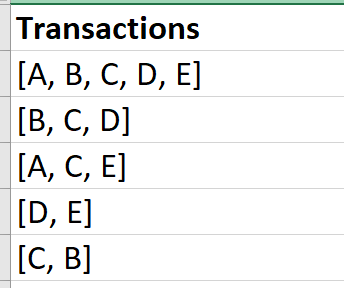 Transactions
[A, B, C, D, E]
[B, C, D]
[A, C, E]
[D, E]
[C, B]